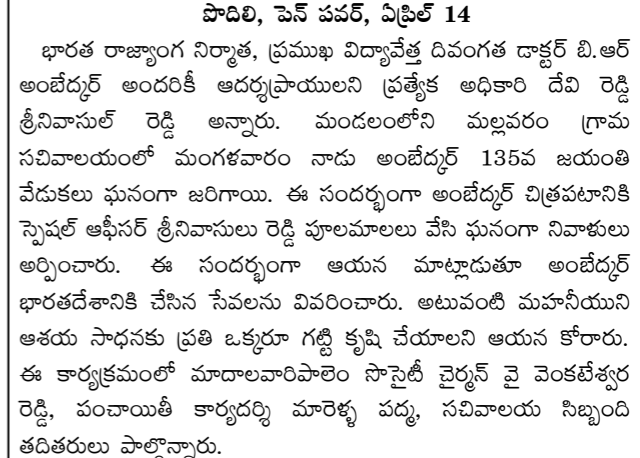 పొదిలి, పెన్ పవర్, ఏప్రిల్ 14
భారత రాజ్యాంగ నిర్మాత, ప్రముఖ విద్యావేత్త దివంగత డాక్టర్ బి.ఆర్
అంబేద్కర్ అందరికీ ఆదర్శప్రాయులని ప్రత్యేక అధికారి దేవి రెడ్డి
శ్రీనివాసుల్ రెడ్డి అన్నారు. మండలంలోని మల్లవరం గ్రామ
సచివాలయంలో మంగళవారం నాడు అంబేద్కర్ 135వ జయంతి
వేడుకలు ఘనంగా జరిగాయి. ఈ సందర్భంగా అంబేద్కర్ చిత్రపటానికి
స్పెషల్ ఆఫీసర్ శ్రీనివాసులు రెడ్డి పూలమాలలు వేసి ఘనంగా నివాళులు
అర్పించారు. ఈ సందర్భంగా ఆయన మాట్లాడుతూ అంబేద్కర్
భారతదేశానికి చేసిన సేవలను వివరించారు. అటువంటి మహనీయుని
ఆశయ సాధనకు ప్రతి ఒక్కరూ గట్టి కృషి చేయాలని ఆయన కోరారు.
ఈ కార్యక్రమంలో మాదాలవారిపాలెం సొసైటీ చైర్మన్ వై వెంకటేశ్వర
రెడ్డి, పంచాయితీ కార్యదర్శి మారెళ్ళ పద్మ, సచివాలయ సిబ్బంది
తదితరులు పాల్గొన్నారు.